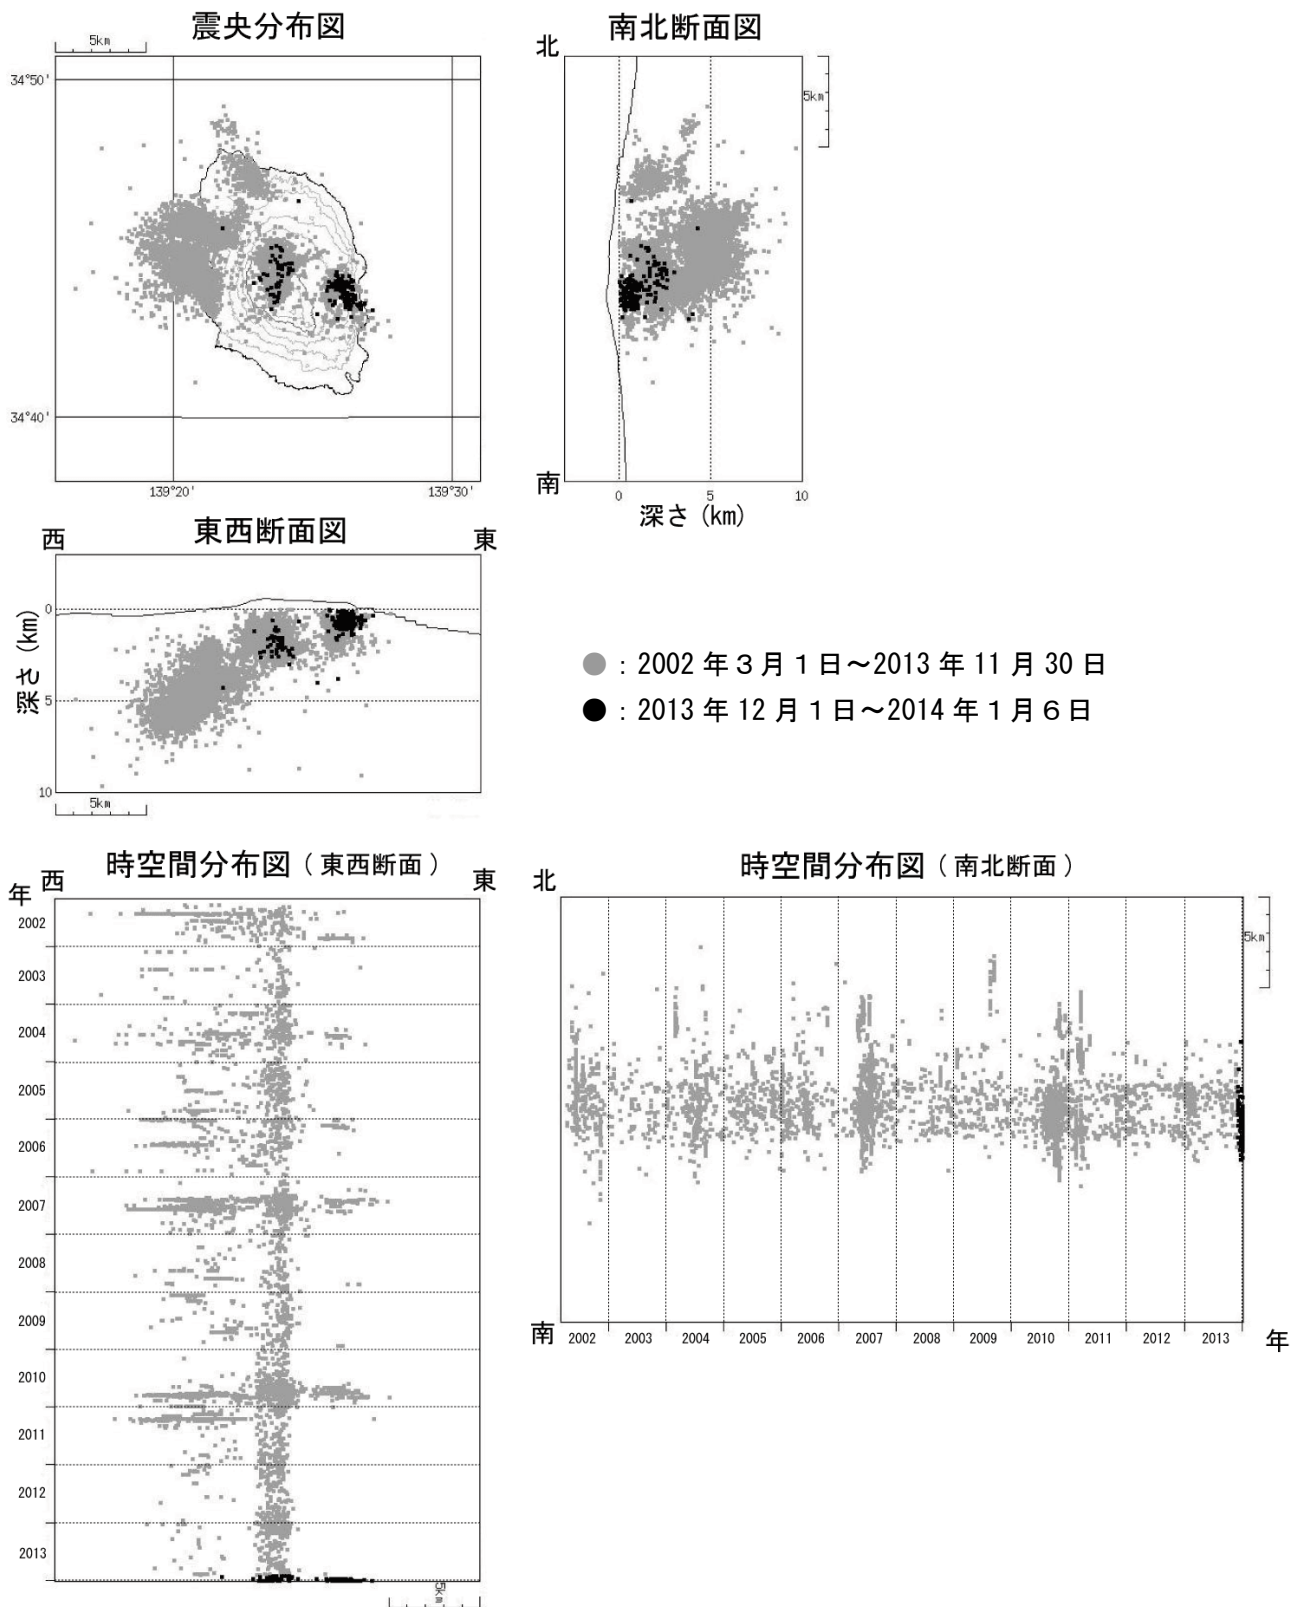 震央分布図
5km
34°50'
34°40'
139°20'
139°30'
南北断面図
北
5km
南
0
5
10
深さ (km)
東西断面図
西
東
深さ (km)
0
5
10
5km
● : 2002 年 3 月 1 日～2013 年 11 月 30 日
● : 2013 年 12 月 1 日～2014 年 1 月 6 日
時空間分布図 ( 東西断面 )
年
西
東
2002
2003
2004
2005
2006
2007
2008
2009
2010
2011
2012
2013
5km
時空間分布図 ( 南北断面 )
北
5km
南
2002
2003
2004
2005
2006
2007
2008
2009
2010
2011
2012
2013
年